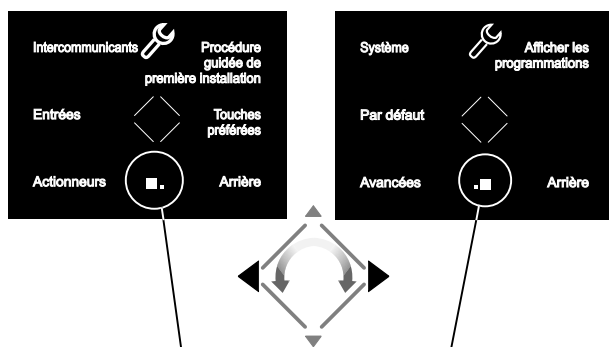 Intercommunicants
Procédure
guidée de
première Installation
Entrées
Touches
préférées
Actionneurs
Arrière
Système
Afficher les
programmations
Par défaut
Avancées
Arrière